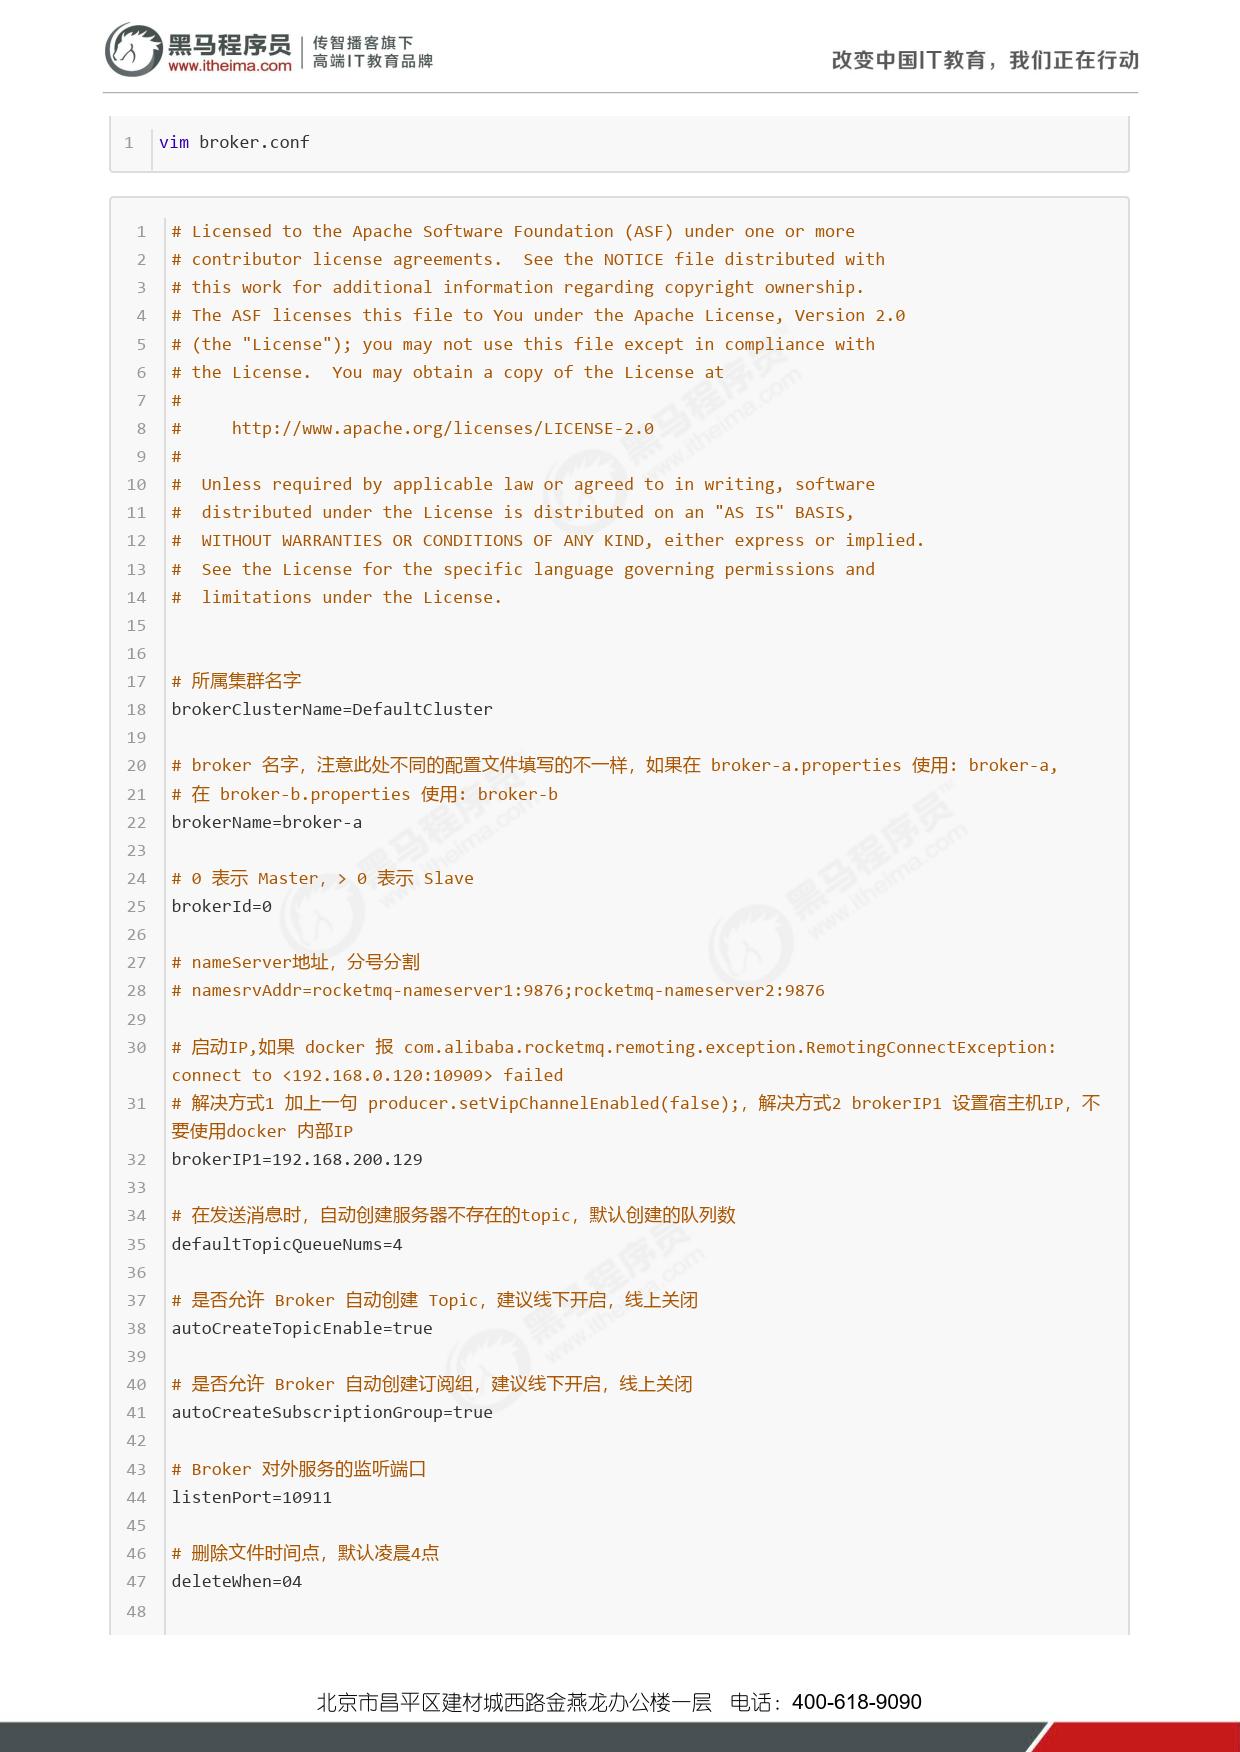 黑马程序员
www.itheima.com
传智播客旗下
高端IT教育品牌
改变中国IT教育，我们正在行动
1 vim broker.conf
1 # Licensed to the Apache Software Foundation (ASF) under one or more
2 # contributor license agreements.  See the NOTICE file distributed with
3 # this work for additional information regarding copyright ownership.
4 # The ASF licenses this file to You under the Apache License, Version 2.0
5 # (the "License"); you may not use this file except in compliance with
6 # the License.  You may obtain a copy of the License at
7 #
8 #     http://www.apache.org/licenses/LICENSE-2.0
9 #
10 #  Unless required by applicable law or agreed to in writing, software
11 #  distributed under the License is distributed on an "AS IS" BASIS,
12 #  WITHOUT WARRANTIES OR CONDITIONS OF ANY KIND, either express or implied.
13 #  See the License for the specific language governing permissions and
14 #  limitations under the License.
15
16
17 # 所属集群名字
18 brokerClusterName=DefaultCluster
19
20 # broker 名字，注意此处不同的配置文件填写的不一样，如果在 broker-a.properties 使用: broker-a,
21 # 在 broker-b.properties 使用: broker-b
22 brokerName=broker-a
23
24 # 0 表示 Master，> 0 表示 Slave
25 brokerId=0
26
27 # nameServer地址，分号分割
28 # namesrvAddr=rocketmq-nameserver1:9876;rocketmq-nameserver2:9876
29
30 # 启动IP,如果 docker 报 com.alibaba.rocketmq.remoting.exception.RemotingConnectException:
connect to <192.168.0.120:10909> failed
31 # 解决方式1 加上一句 producer.setVipChannelEnabled(false);，解决方式2 brokerIP1 设置宿主机IP，不
要使用docker 内部IP
32 brokerIP1=192.168.200.129
33
34 # 在发送消息时，自动创建服务器不存在的topic，默认创建的队列数
35 defaultTopicQueueNums=4
36
37 # 是否允许 Broker 自动创建 Topic，建议线下开启，线上关闭
38 autoCreateTopicEnable=true
39
40 # 是否允许 Broker 自动创建订阅组，建议线下开启，线上关闭
41 autoCreateSubscriptionGroup=true
42
43 # Broker 对外服务的监听端口
44 listenPort=10911
45
46 # 删除文件时间点，默认凌晨4点
47 deleteWhen=04
48
北京市昌平区建材城西路金燕龙办公楼一层   电话：400-618-9090